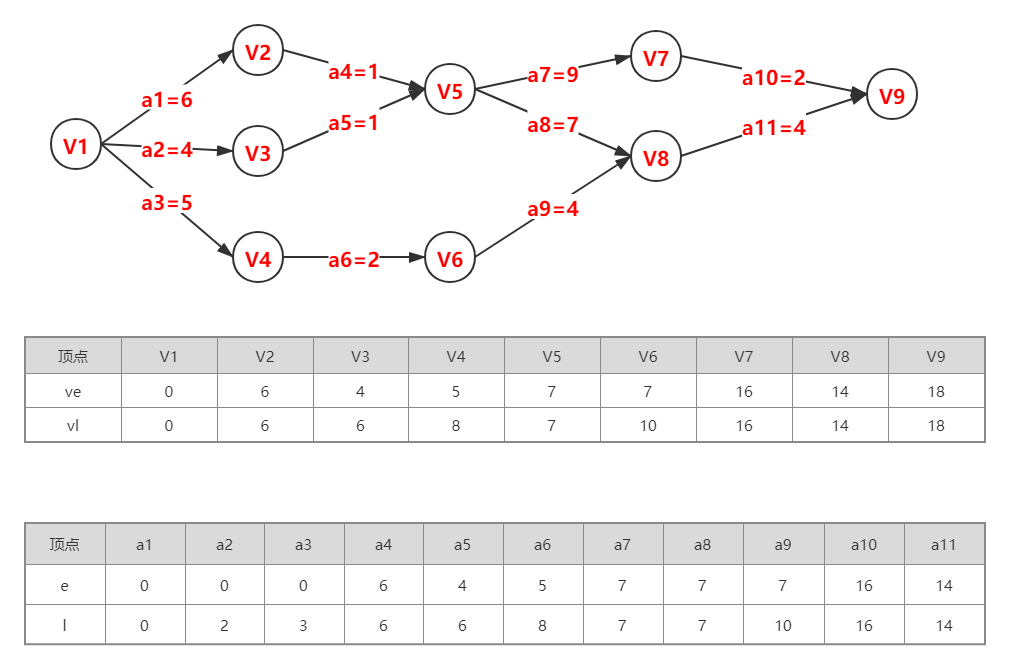 V2
V7
a4=1
a7=9
a10=2
V5
V9
a1=6
a5=1
a8=7
a11=4
V1
a2=4
V3
V8
a3=5
a9=4
V4
a6=2
V6
顶点 V1 V2 V3 V4 V5 V6 V7 V8 V9
ve 0 6 4 5 7 7 16 14 18
vl 0 6 6 8 7 10 16 14 18
顶点 a1 a2 a3 a4 a5 a6 a7 a8 a9 a10 a11
e 0 0 0 6 4 5 7 7 7 16 14
l 0 2 3 6 6 8 7 7 10 16 14